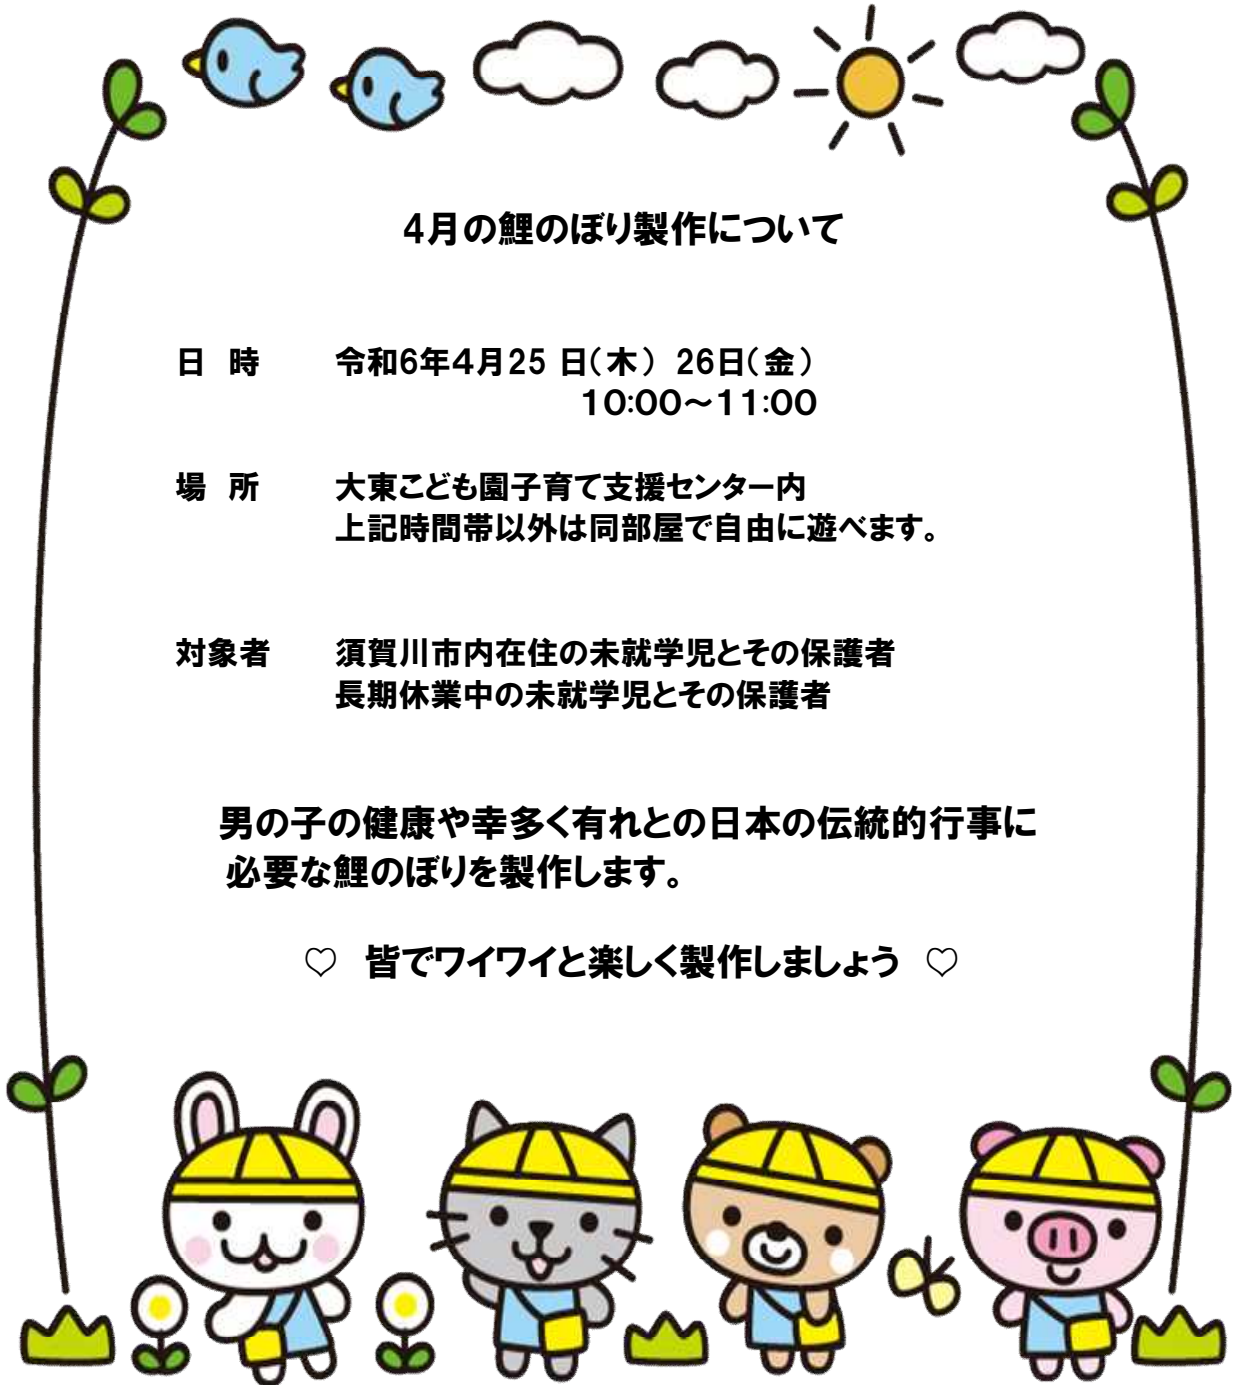 4月の鯉のぼり製作について
日 時 令和6年4月25 日(木) 26日(金)
10:00～11:00
場 所 大東こども園子育て支援センター内
上記時間帯以外は同部屋で自由に遊べます。
対象者 須賀川市内在住の未就学児とその保護者
長期休業中の未就学児とその保護者
男の子の健康や幸多く有れとの日本の伝統的行事に
必要な鯉のぼりを製作します。
♡ 皆でワイワイと楽しく製作しましょう ♡